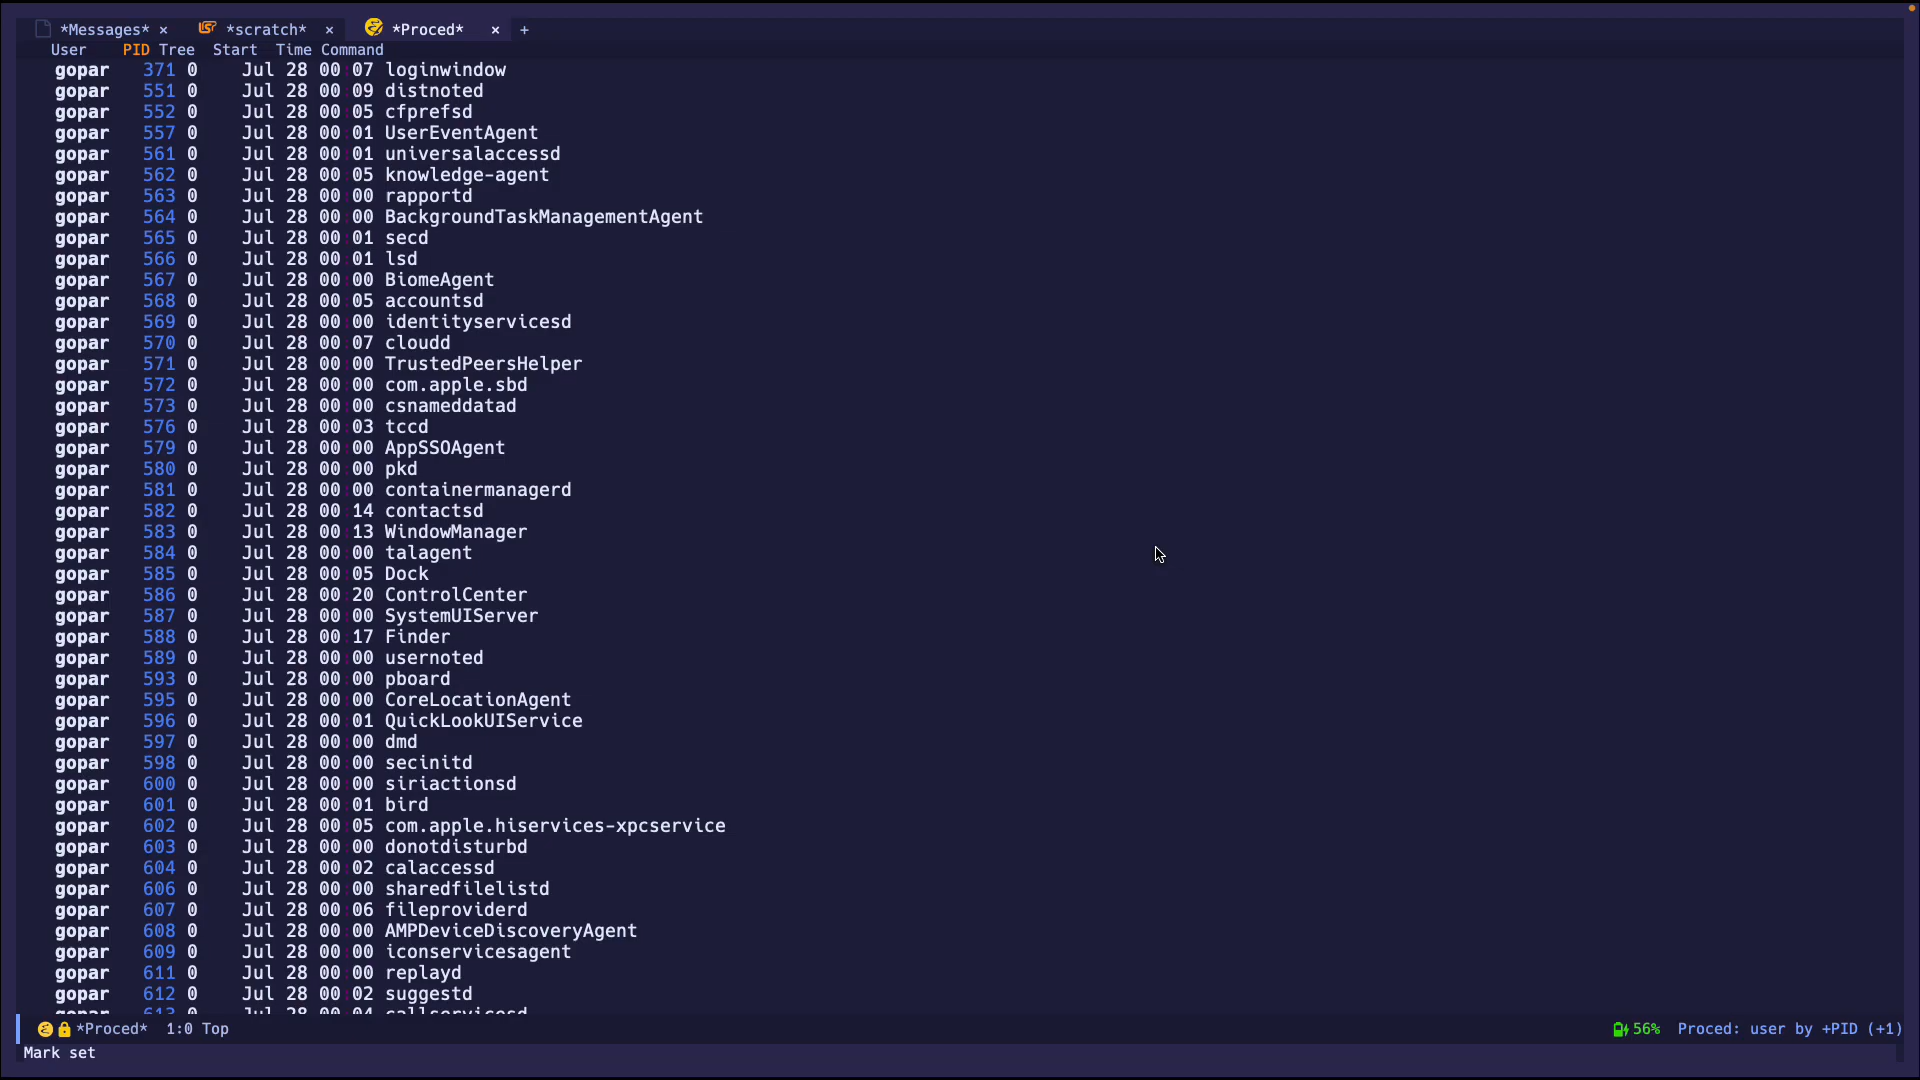 *Messages* × *scratch* × *Proced* × +
User PID Tree Start Time Command
gopar 371 0 Jul 28 00 07 loginwindow
gopar 551 0 Jul 28 00 09 distnoted
gopar 552 0 Jul 28 00 05 cfprefsd
gopar 557 0 Jul 28 00 01 UserEventAgent
gopar 561 0 Jul 28 00 01 universalaccessd
gopar 562 0 Jul 28 00 05 knowledge-agent
gopar 563 0 Jul 28 00 00 rapportd
gopar 564 0 Jul 28 00 00 BackgroundTaskManagementAgent
gopar 565 0 Jul 28 00 01 secd
gopar 566 0 Jul 28 00 01 lsd
gopar 567 0 Jul 28 00 00 BiomeAgent
gopar 568 0 Jul 28 00 05 accountsd
gopar 569 0 Jul 28 00 00 identityservicesd
gopar 570 0 Jul 28 00 07 cloudd
gopar 571 0 Jul 28 00 00 TrustedPeersHelper
gopar 572 0 Jul 28 00 00 com.apple.sbd
gopar 573 0 Jul 28 00 00 csnameddatad
gopar 576 0 Jul 28 00 03 tccd
gopar 579 0 Jul 28 00 00 AppSSOAgent
gopar 580 0 Jul 28 00 00 pkd
gopar 581 0 Jul 28 00 00 containermanagerd
gopar 582 0 Jul 28 00 14 contactsd
gopar 583 0 Jul 28 00 13 WindowManager
gopar 584 0 Jul 28 00 00 talagent
gopar 585 0 Jul 28 00 05 Dock
gopar 586 0 Jul 28 00 20 ControlCenter
gopar 587 0 Jul 28 00 00 SystemUIServer
gopar 588 0 Jul 28 00 17 Finder
gopar 589 0 Jul 28 00 00 usernoted
gopar 593 0 Jul 28 00 00 pboard
gopar 595 0 Jul 28 00 00 CoreLocationAgent
gopar 596 0 Jul 28 00 01 QuickLookUIService
gopar 597 0 Jul 28 00 00 dmd
gopar 598 0 Jul 28 00 00 secinitd
gopar 600 0 Jul 28 00 00 siriactionsd
gopar 601 0 Jul 28 00 01 bird
gopar 602 0 Jul 28 00 05 com.apple.hiservices-xpcservice
gopar 603 0 Jul 28 00 00 donotdisturbd
gopar 604 0 Jul 28 00 02 calaccessd
gopar 606 0 Jul 28 00 00 sharedfilelistd
gopar 607 0 Jul 28 00 06 fileproviderd
gopar 608 0 Jul 28 00 00 AMPDeviceDiscoveryAgent
gopar 609 0 Jul 28 00 00 iconservicesagent
gopar 611 0 Jul 28 00 00 replayd
gopar 612 0 Jul 28 00 02 suggestd
gopar 613 0 Jul 28 00 04 callservicesd
*Proced* 1:0 Top 56% Proced: user by +PID (+1)
Mark set